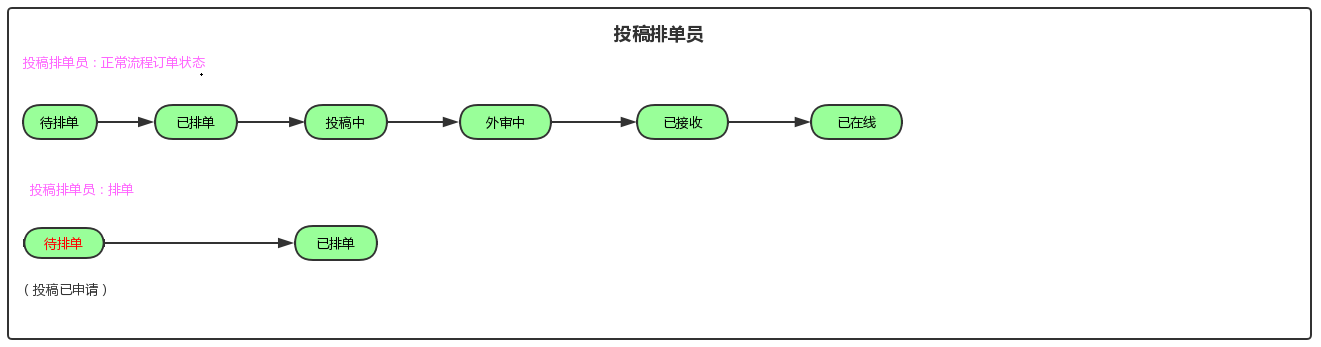 投稿排单员
投稿排单员：正常流程订单状态
待排单
已排单
投稿中
外审中
已接收
已在线
投稿排单员：排单
待排单
已排单
（投稿已申请）